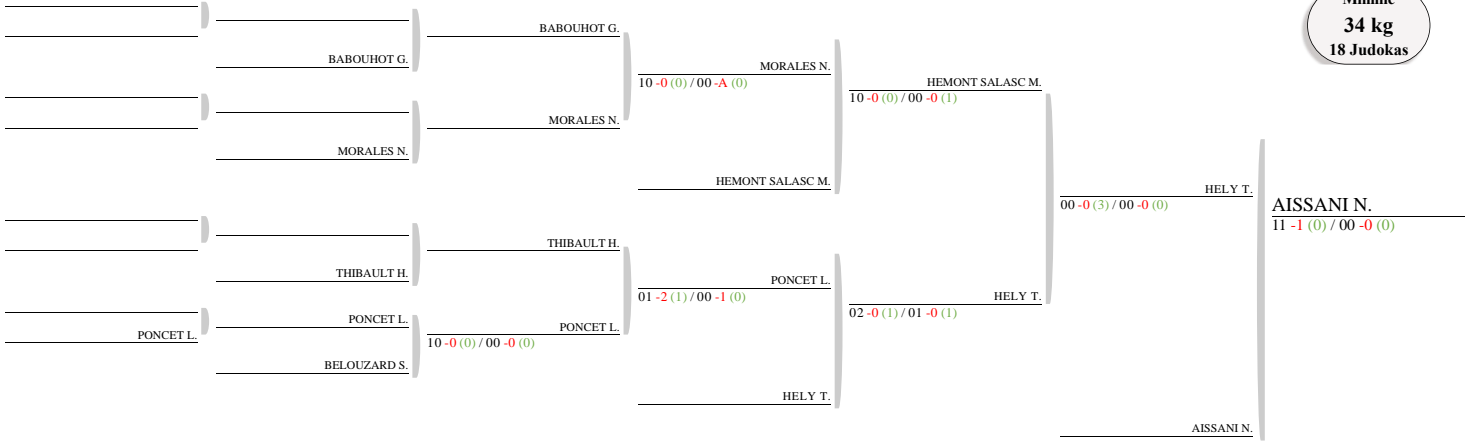 Minime
34 kg
18 Judokas
BABOUHOT G.
BABOUHOT G.
MORALES N.
10 -0 (0) / 00 -A (0)
HEMONT SALASC M.
10 -0 (0) / 00 -0 (1)
MORALES N.
MORALES N.
HEMONT SALASC M.
HELY T.
00 -0 (3) / 00 -0 (0)
AISSANI N.
11 -1 (0) / 00 -0 (0)
THIBAULT H.
THIBAULT H.
PONCET L.
01 -2 (1) / 00 -1 (0)
HELY T.
02 -0 (1) / 01 -0 (1)
PONCET L.
PONCET L.
PONCET L.
10 -0 (0) / 00 -0 (0)
BELOUZARD S.
HELY T.
AISSANI N.